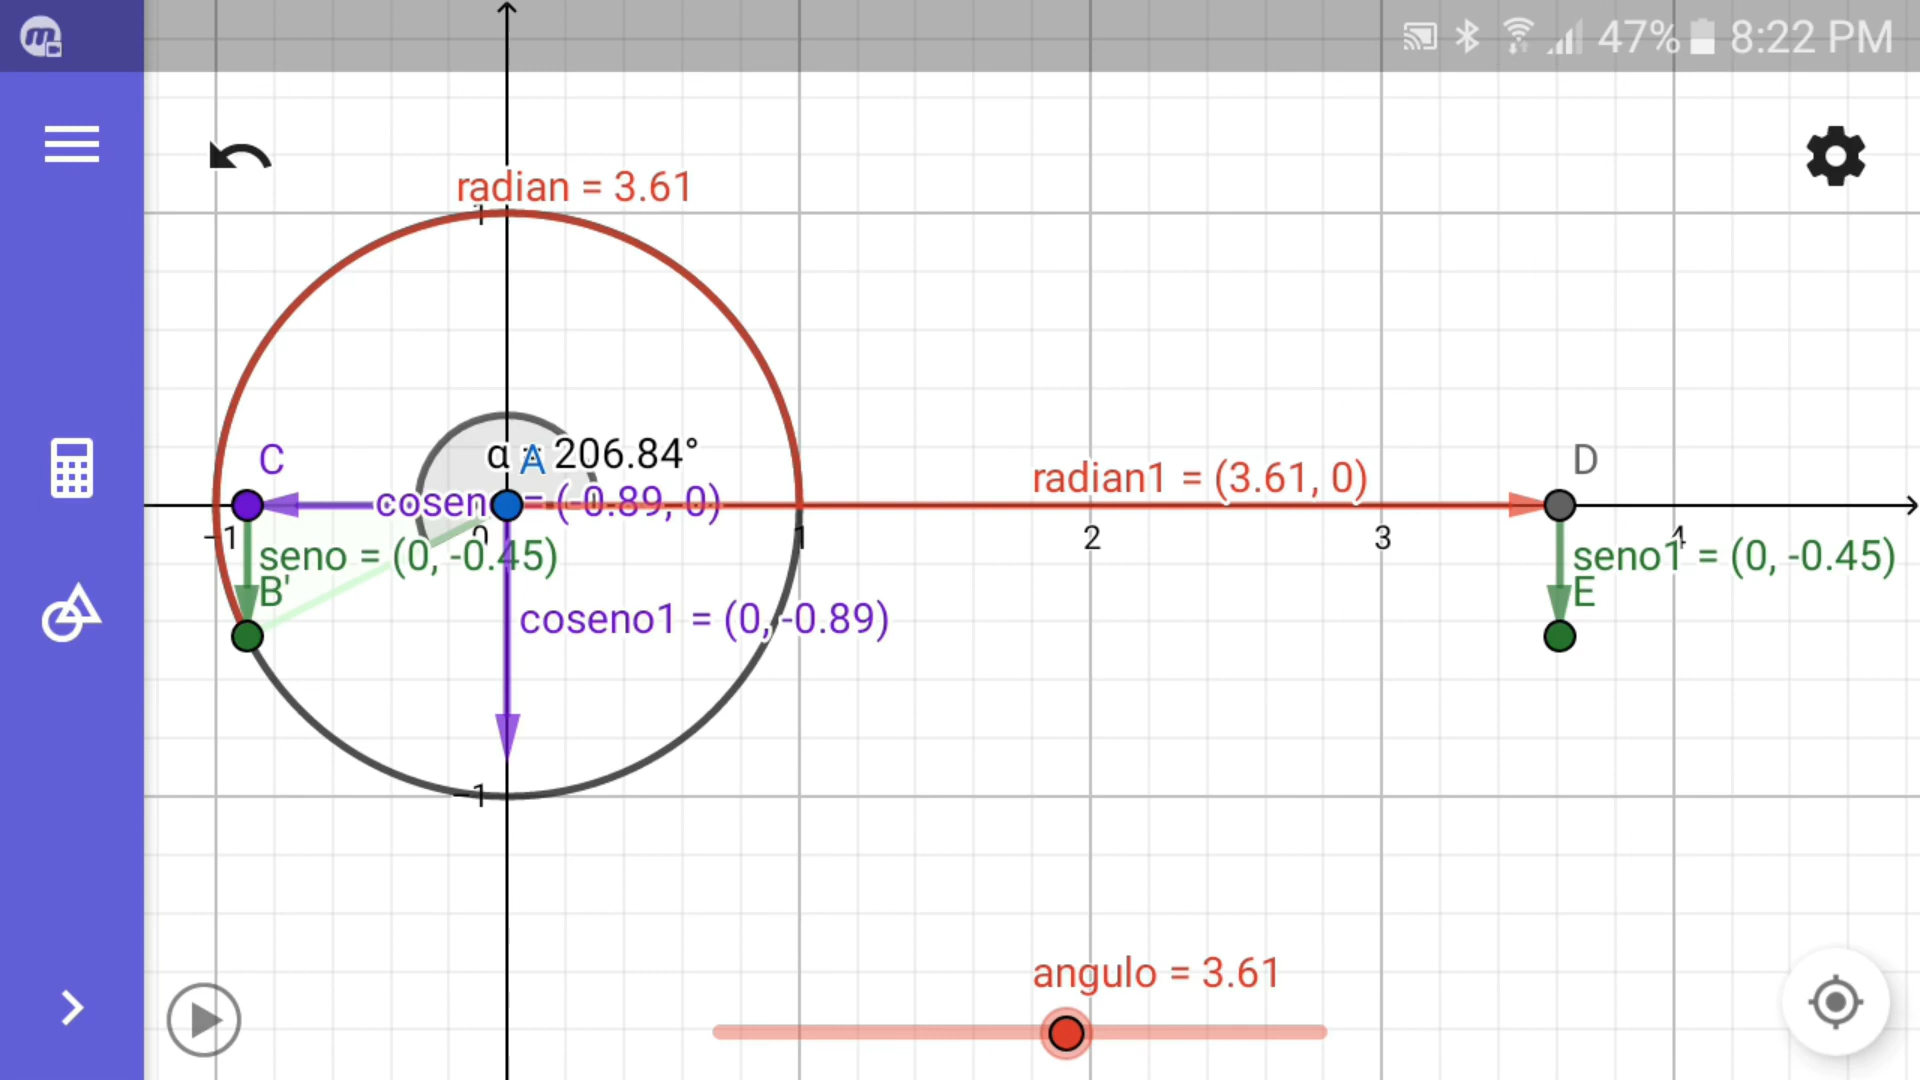 47% 8:22 PM
radian = 3.61
1
C
α = 206.84°
A
radian1 = (3.61, 0)
D
cosen = (-0.89, 0)
-1
0
1
2
3
4
seno = (0, -0.45)
seno1 = (0, -0.45)
B'
E
coseno1 = (0, -0.89)
-1
angulo = 3.61